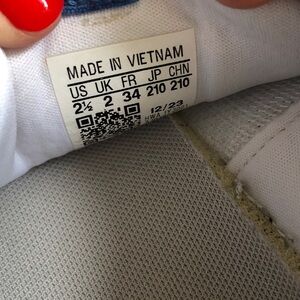 MADE IN VIETNAM
US UK FR JP CHN
2½ 2 34 210 210
12/23